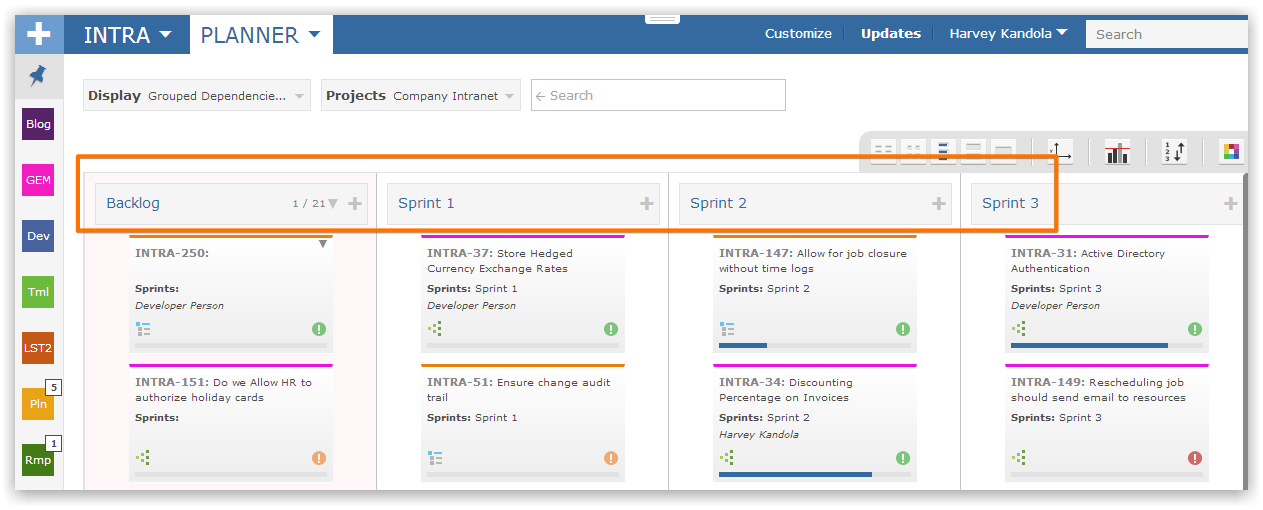 INTRA PLANNER Customize Updates Harvey Kandola Search
Display Grouped Dependencie... Projects Company Intranet Search
Blog
GEM
Dev
Tml
LST2
5
Pln
1
Rmp
Y
1
2
3
Backlog 1 / 21
Sprint 1
Sprint 2
Sprint 3
INTRA-250:
Sprints:
Developer Person
INTRA-37: Store Hedged
Currency Exchange Rates
Sprints: Sprint 1
Developer Person
INTRA-147: Allow for job closure
without time logs
Sprints: Sprint 2
INTRA-31: Active Directory
Authentication
Sprints: Sprint 3
Developer Person
INTRA-151: Do we Allow HR to
authorize holiday cards
Sprints:
INTRA-51: Ensure change audit
trail
Sprints: Sprint 1
INTRA-34: Discounting
Percentage on Invoices
Sprints: Sprint 2
Harvey Kandola
INTRA-149: Rescheduling job
should send email to resources
Sprints: Sprint 3